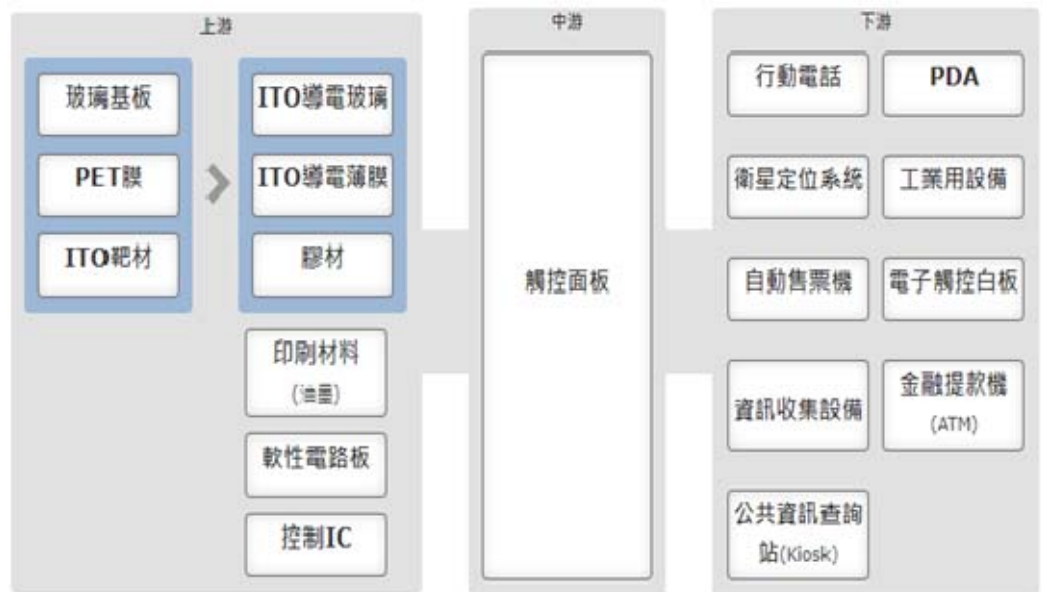 上游
玻璃基板
PET膜
ITO靶材
ITO導電玻璃
ITO導電薄膜
膠材
印刷材料
(油墨)
軟性電路板
控制IC
中游
觸控面板
下游
行動電話
PDA
衛星定位系統
工業用設備
自動售票機
電子觸控白板
資訊收集設備
金融提款機
(ATM)
公共資訊查詢
站(Kiosk)